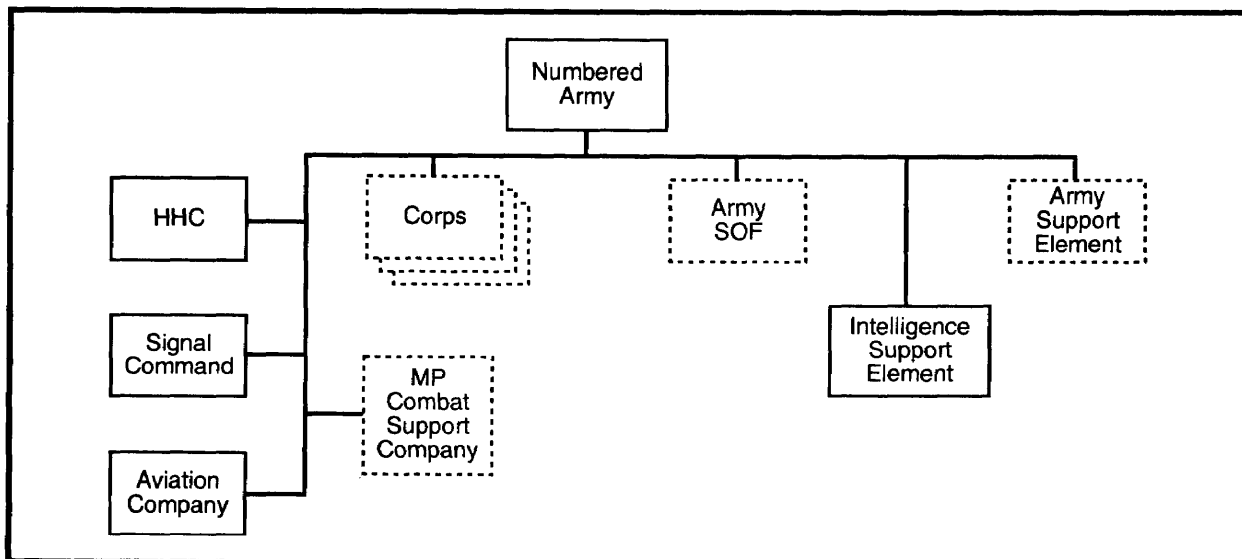 Numbered
Army
HHC
Corps
Army
SOF
Army
Support
Element
Signal
Command
Intelligence
Support
Element
MP
Combat
Support
Company
Aviation
Company